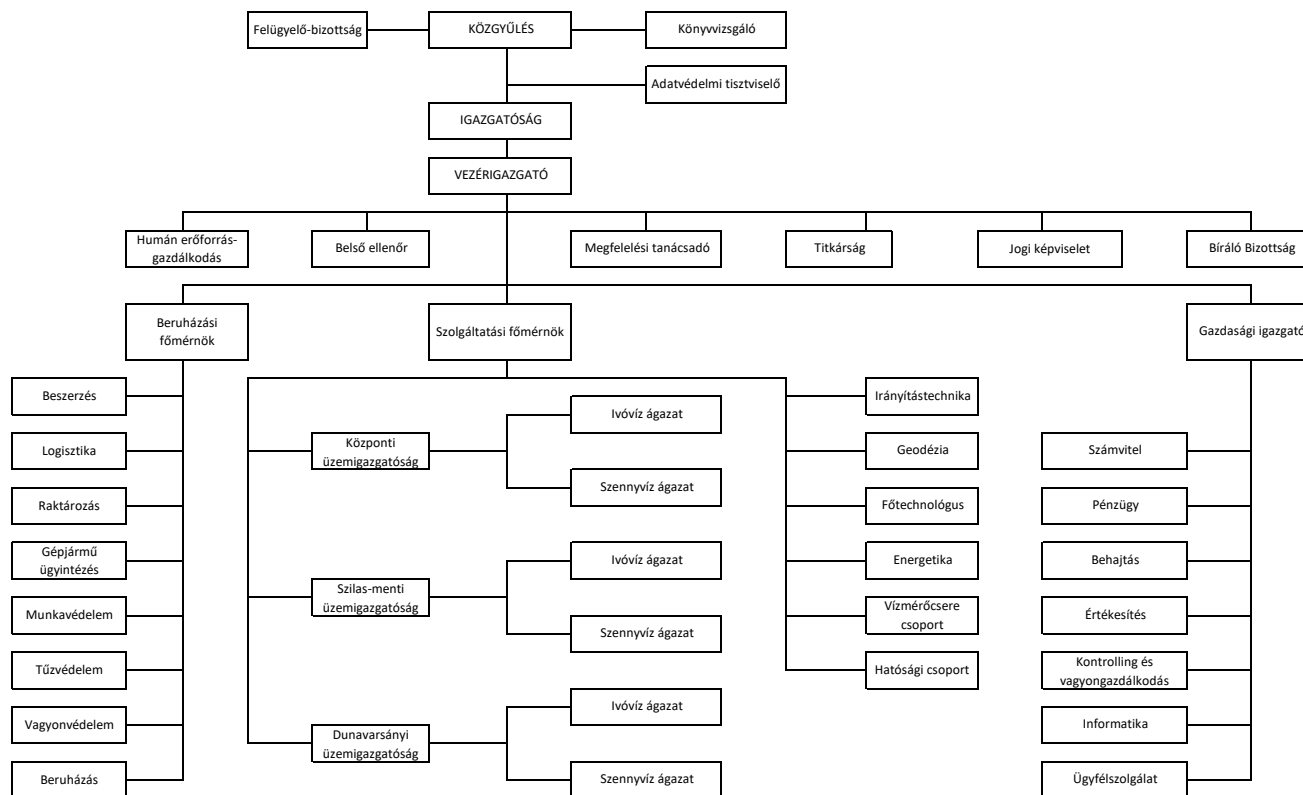 Felügyelő-bizottság
KÖZGYŰLÉS
Könyvvizsgáló
Adatvédelmi tisztviselő
IGAZGATÓSÁG
VEZÉRIGAZGATÓ
Humán erőforrás-
gazdálkodás
Belső ellenőr
Megfelelési tanácsadó
Titkárság
Jogi képviselet
Bíráló Bizottság
Beruházási
főmérnök
Szolgáltatási főmérnök
Gazdasági igazgató
Beszerzés
Logisztika
Raktározás
Gépjármű
ügyintézés
Munkavédelem
Tűzvédelem
Vagyonvédelem
Beruházás
Központi
üzemigazgatóság
Ivóvíz ágazat
Szennyvíz ágazat
Szilas-menti
üzemigazgatóság
Ivóvíz ágazat
Szennyvíz ágazat
Dunavarsányi
üzemigazgatóság
Ivóvíz ágazat
Szennyvíz ágazat
Irányítástechnika
Geodézia
Főtechnológus
Energetika
Vízmérőcsere
csoport
Hatósági csoport
Számvitel
Pénzügy
Behajtás
Értékesítés
Kontrolling és
vagyongazdálkodás
Informatika
Ügyfélszolgálat